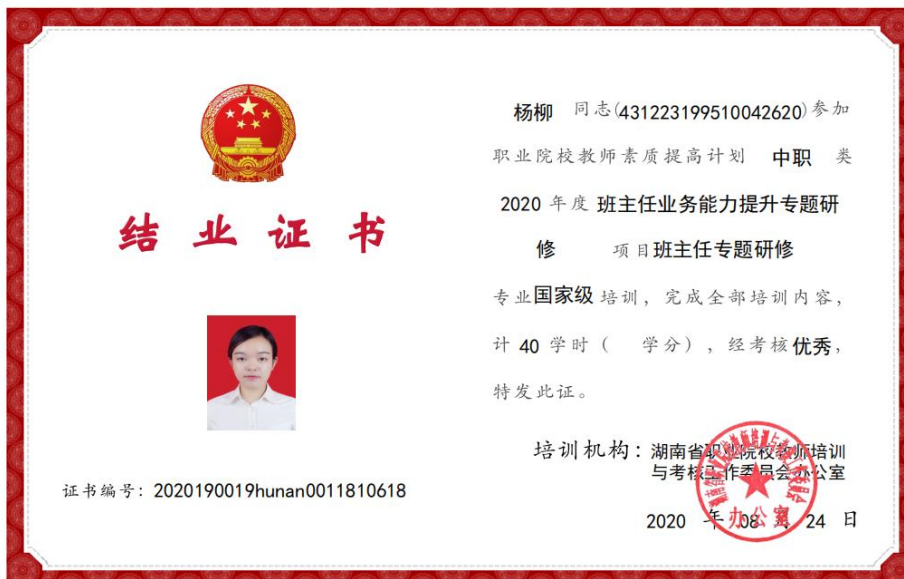 结业证书
证书编号：2020190019hunan0011810618
杨柳 同志(431223199510042620)参加
职业院校教师素质提高计划 中职 类
2020 年度 班主任业务能力提升专题研
修 项目班主任专题研修
专业国家级 培训，完成全部培训内容，
计 40 学时（ 学分），经考核优秀，
特发此证。
培训机构：湖南省职业院校教师培训
与考核工作委员会办公室
办公室
2020 年 08 月 24 日